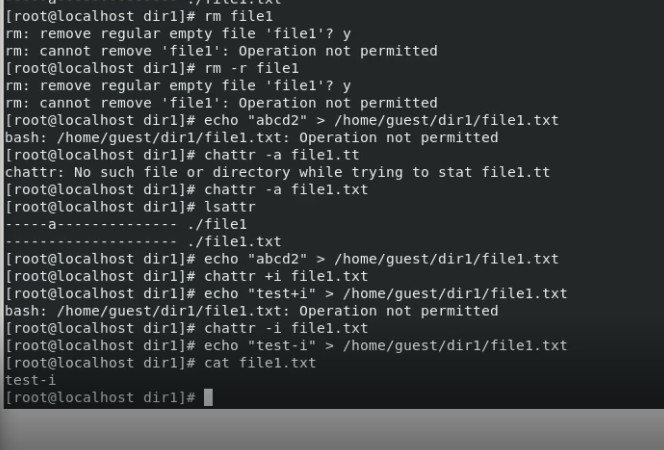 -----a-------------- ./file1.txt
[root@localhost dir1]# rm file1
rm: remove regular empty file 'file1'? y
rm: cannot remove 'file1': Operation not permitted
[root@localhost dir1]# rm -r file1
rm: remove regular empty file 'file1'? y
rm: cannot remove 'file1': Operation not permitted
[root@localhost dir1]# echo "abcd2" > /home/guest/dir1/file1.txt
bash: /home/guest/dir1/file1.txt: Operation not permitted
[root@localhost dir1]# chattr -a file1.tt
chattr: No such file or directory while trying to stat file1.tt
[root@localhost dir1]# chattr -a file1.txt
[root@localhost dir1]# lsattr
-----a-------------- ./file1
-------------------- ./file1.txt
[root@localhost dir1]# echo "abcd2" > /home/guest/dir1/file1.txt
[root@localhost dir1]# chattr +i file1.txt
[root@localhost dir1]# echo "test+i" > /home/guest/dir1/file1.txt
bash: /home/guest/dir1/file1.txt: Operation not permitted
[root@localhost dir1]# chattr -i file1.txt
[root@localhost dir1]# echo "test-i" > /home/guest/dir1/file1.txt
[root@localhost dir1]# cat file1.txt
test-i
[root@localhost dir1]#